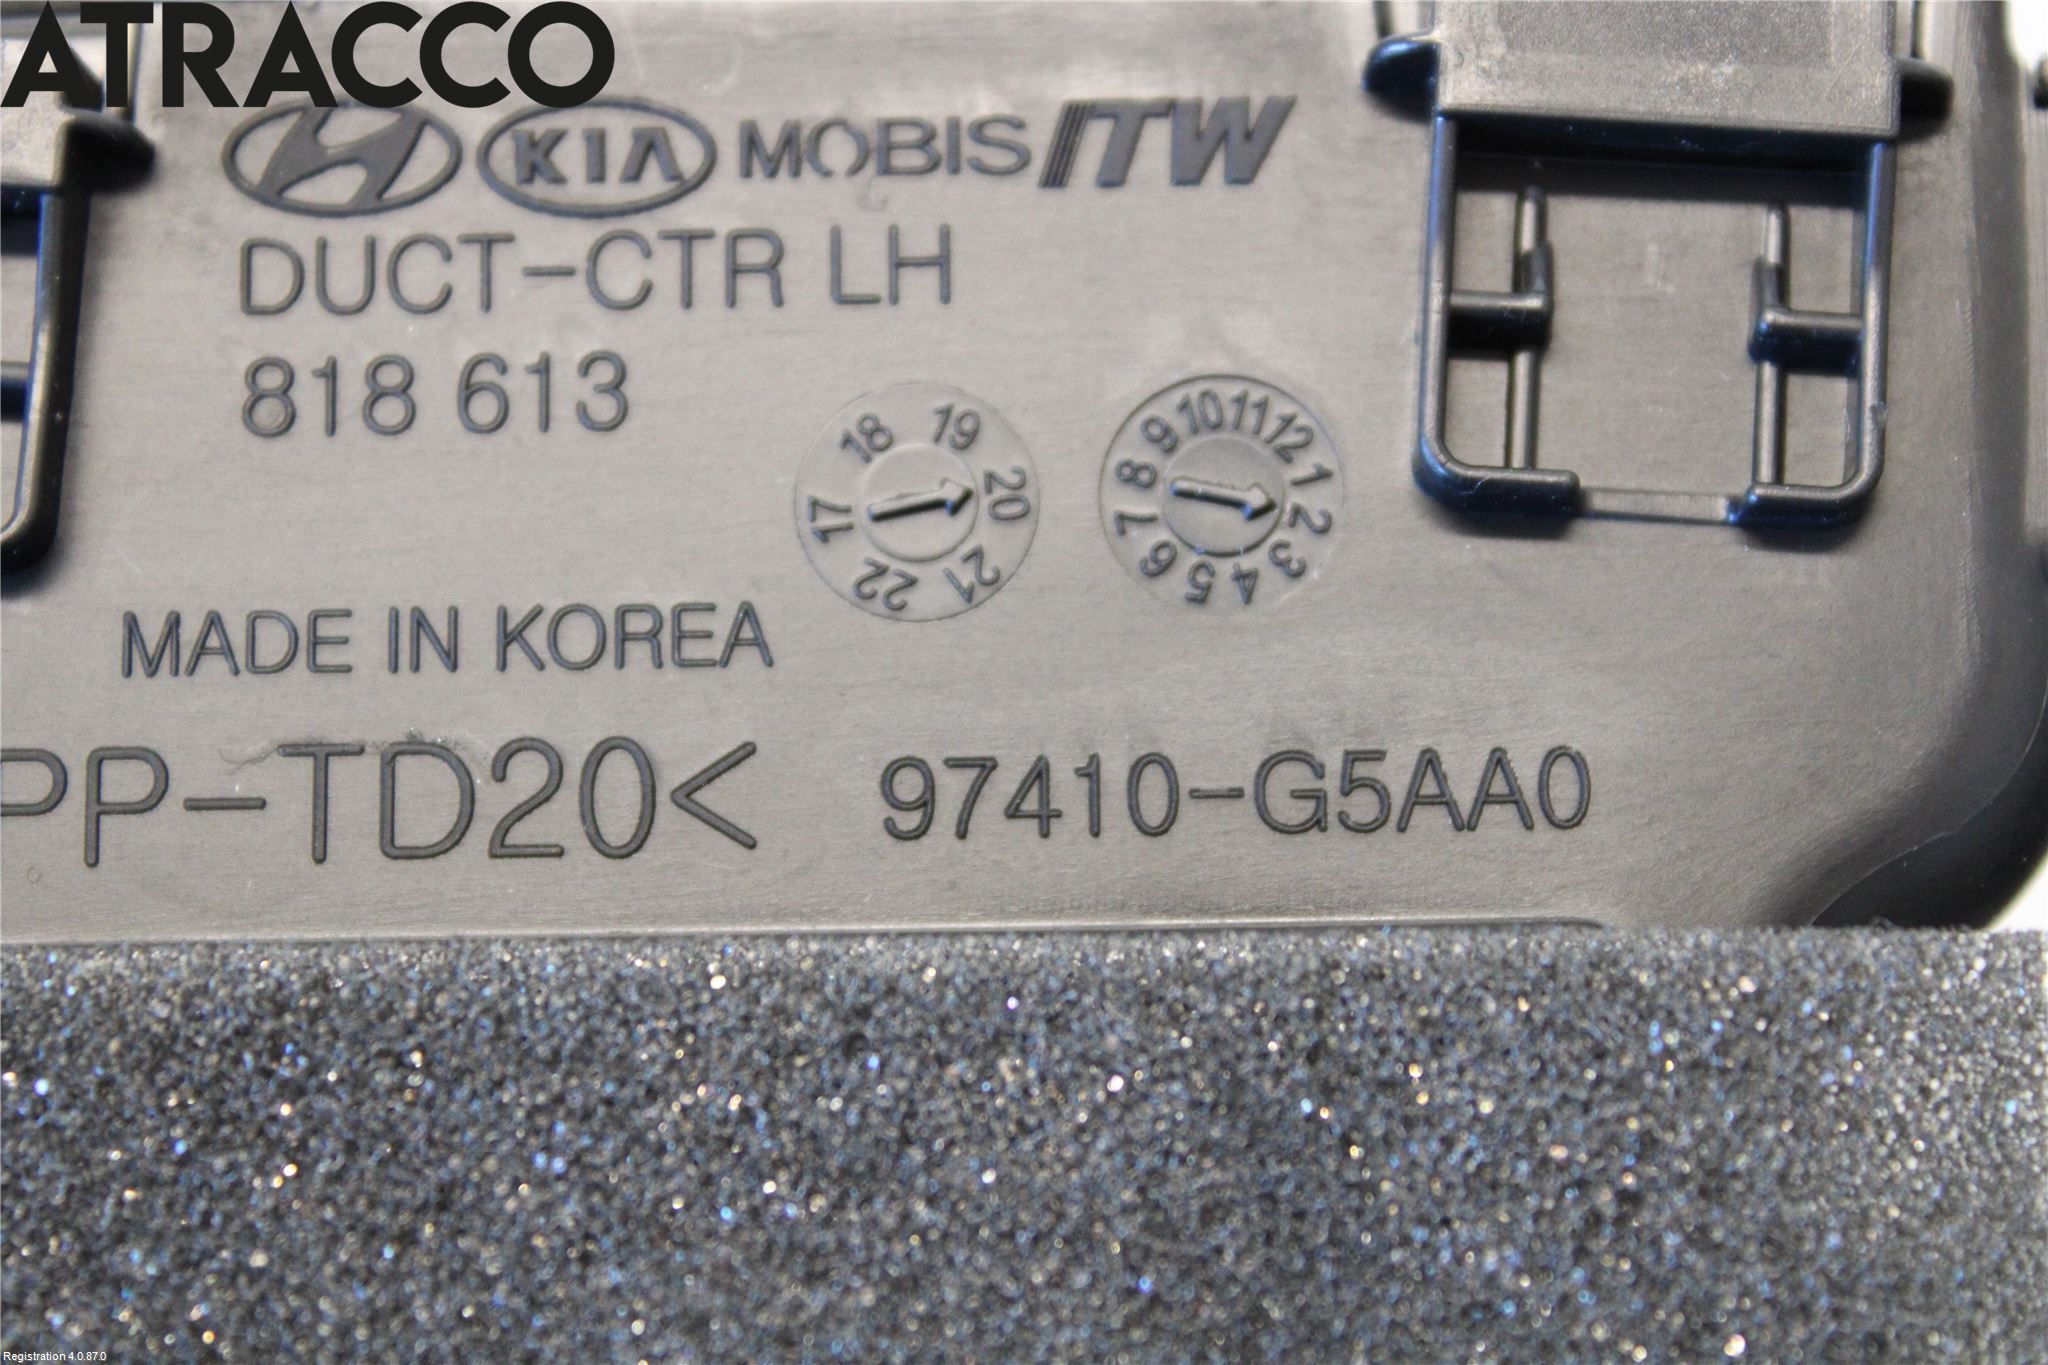 ATRACCO
KIA MOBIS ITW
DUCT-CTR LH
818 613
17 18 19 20 21 22
1 2 3 4 5 6 7 8 9 10 11 12
MADE IN KOREA
PP-TD20< 97410-G5AA0
Registration 4.0.87.0